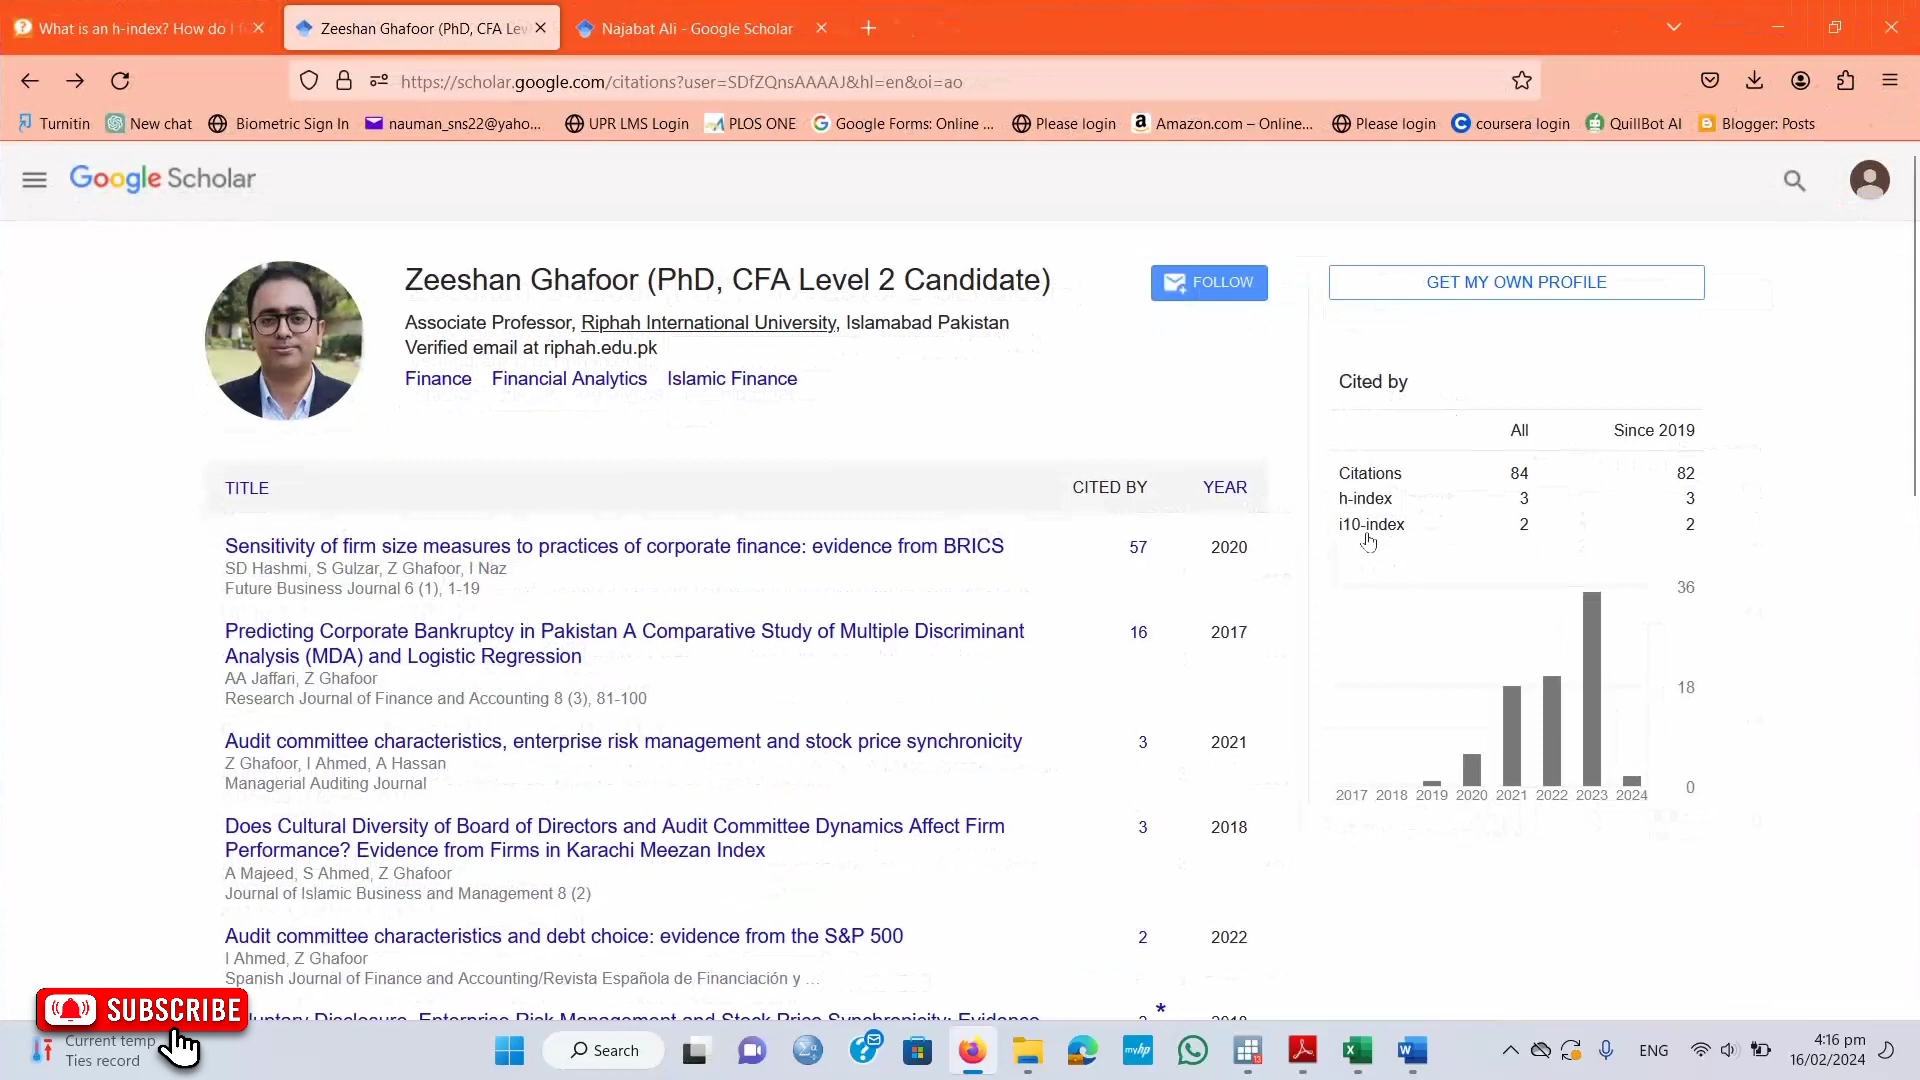 What is an h-index? How do I f
Zeeshan Ghafoor (PhD, CFA Lev
Najabat Ali - Google Scholar
https://scholar.google.com/citations?user=SDfZQnsAAAAJ&hl=en&oi=ao
Turnitin
New chat
Biometric Sign In
nauman_sns22@yaho...
UPR LMS Login
PLOS ONE
Google Forms: Online ...
Please login
Amazon.com – Online...
Please login
coursera login
QuillBot AI
Blogger: Posts
Google Scholar
Zeeshan Ghafoor (PhD, CFA Level 2 Candidate)
FOLLOW
Associate Professor, Riphah International University, Islamabad Pakistan
Verified email at riphah.edu.pk
Finance Financial Analytics Islamic Finance
GET MY OWN PROFILE
Cited by
All Since 2019
Citations 84 82
h-index 3 3
i10-index 2 2
36
18
0
2017 2018 2019 2020 2021 2022 2023 2024
TITLE CITED BY YEAR
Sensitivity of firm size measures to practices of corporate finance: evidence from BRICS 57 2020
SD Hashmi, S Gulzar, Z Ghafoor, I Naz
Future Business Journal 6 (1), 1-19
Predicting Corporate Bankruptcy in Pakistan A Comparative Study of Multiple Discriminant 16 2017
Analysis (MDA) and Logistic Regression
AA Jaffari, Z Ghafoor
Research Journal of Finance and Accounting 8 (3), 81-100
Audit committee characteristics, enterprise risk management and stock price synchronicity 3 2021
Z Ghafoor, I Ahmed, A Hassan
Managerial Auditing Journal
Does Cultural Diversity of Board of Directors and Audit Committee Dynamics Affect Firm 3 2018
Performance? Evidence from Firms in Karachi Meezan Index
A Majeed, S Ahmed, Z Ghafoor
Journal of Islamic Business and Management 8 (2)
Audit committee characteristics and debt choice: evidence from the S&P 500 2 2022
I Ahmed, Z Ghafoor
Spanish Journal of Finance and Accounting/Revista Española de Financiación y ...
Disclosure, Enterprise Risk Management and Stock Price Synchronicity: Evidence *
SUBSCRIBE
Current temp
Ties record
Search
myhp
ENG
4:16 pm
16/02/2024